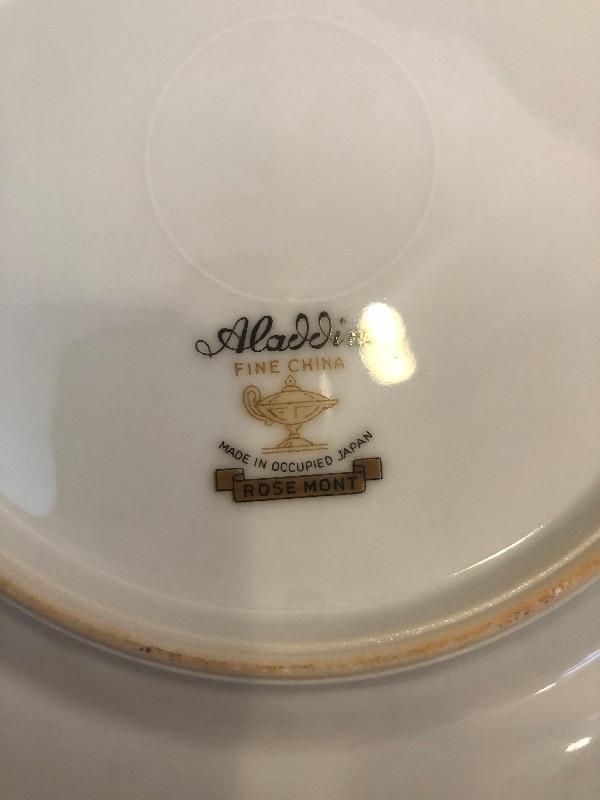 Aladdin
FINE CHINA
MADE IN OCCUPIED JAPAN
ROSE MONT